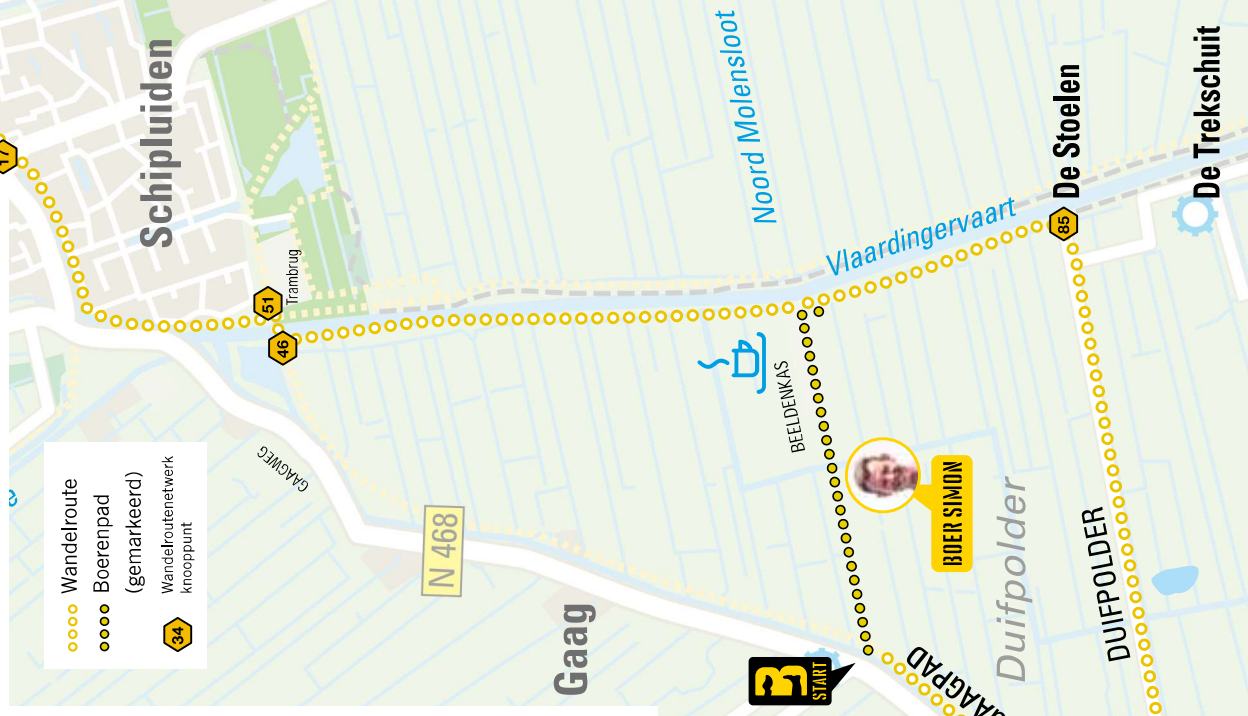 17
Schipluiden
51
Trambrug
46
GAAGWEG
Wandelroute
Boerenpad
(gemarkeerd)
34
Wandelroutenetwerk
knooppunt
N 468
Gaag
Noord Molensloot
Vlaardingervaart
BEELDENKAS
BOER SIMON
85
De Stoelen
De Trekschuit
Duifpolder
DUIFPOLDER
B
START
GAAGPAD